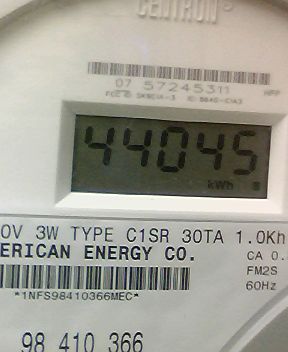 CENTRON®
07 57245311
44045
kWh
0V 3W TYPE C1SR 30TA 1.0Kh
ERICAN ENERGY CO.
CA 0.
FM2S
60Hz
*1NFS98410366MEC*
98 410 366